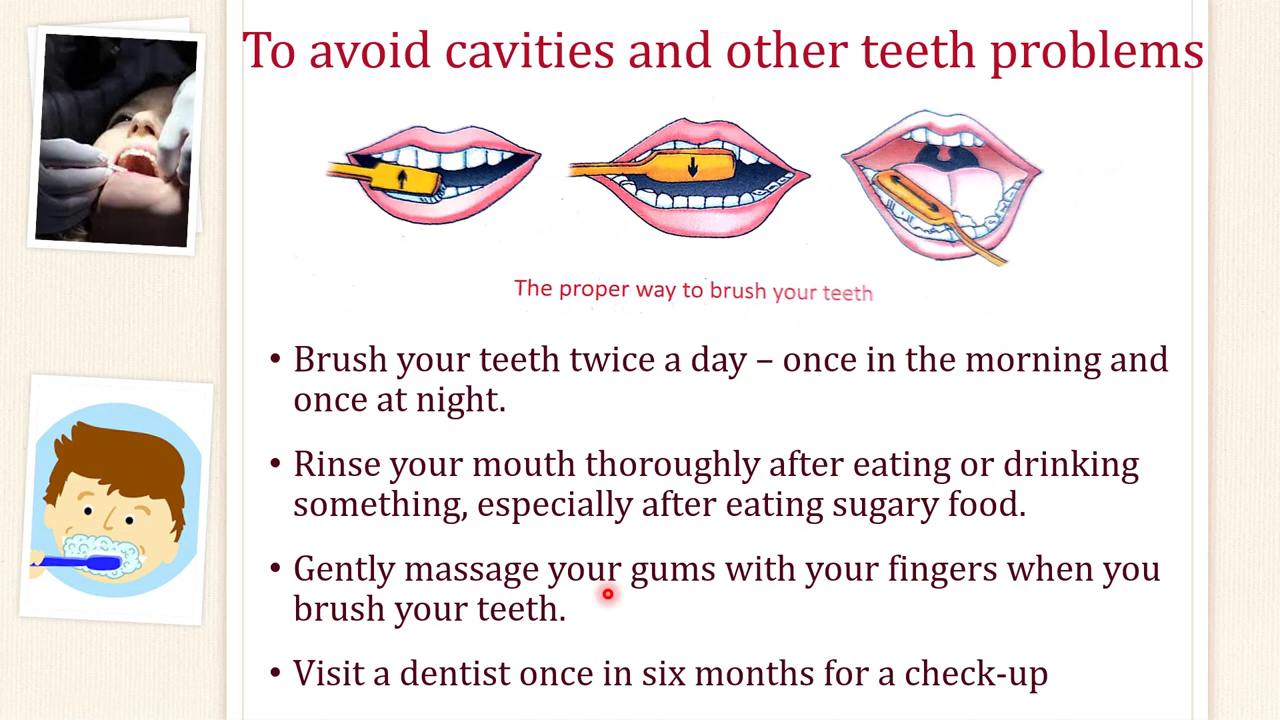 To avoid cavities and other teeth problems
The proper way to brush your teeth
• Brush your teeth twice a day – once in the morning and
once at night.
• Rinse your mouth thoroughly after eating or drinking
something, especially after eating sugary food.
• Gently massage your gums with your fingers when you
brush your teeth.
• Visit a dentist once in six months for a check-up